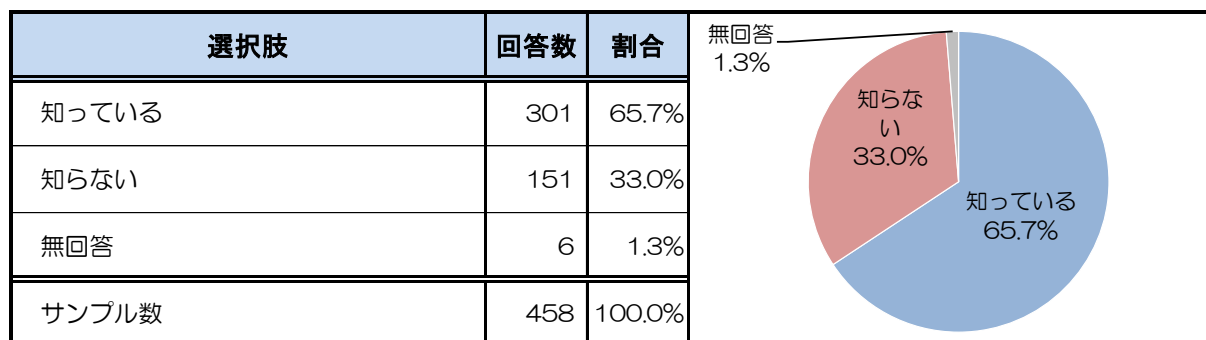 選択肢 回答数 割合
知っている 301 65.7%
知らない 151 33.0%
無回答 6 1.3%
サンプル数 458 100.0%
無回答
1.3%
知らな
い
33.0%
知っている
65.7%